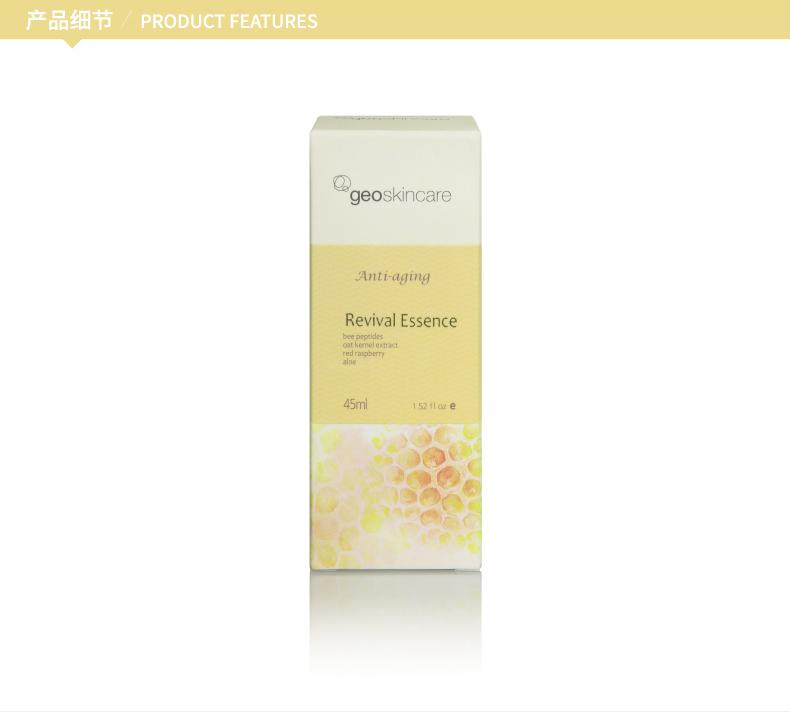 产品细节 / PRODUCT FEATURES
geoskincare
Anti-aging
Revival Essence
bee peptides
oat kernel extract
red raspberry
aloe
45ml 1.52 fl oz e